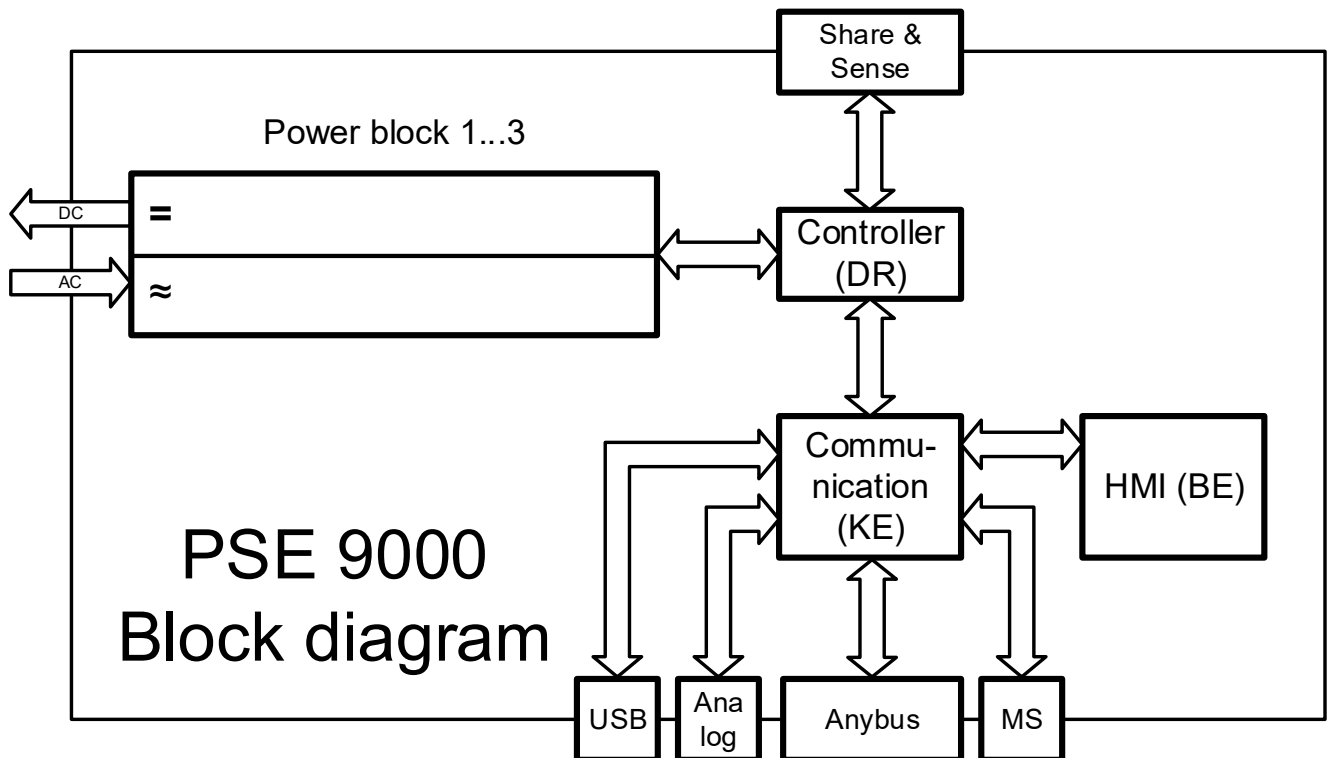 Share &
Sense
Power block 1...3
DC
=
AC
≈
Controller
(DR)
Commu-
nication
(KE)
HMI (BE)
PSE 9000
Block diagram
USB
Ana
log
Anybus
MS